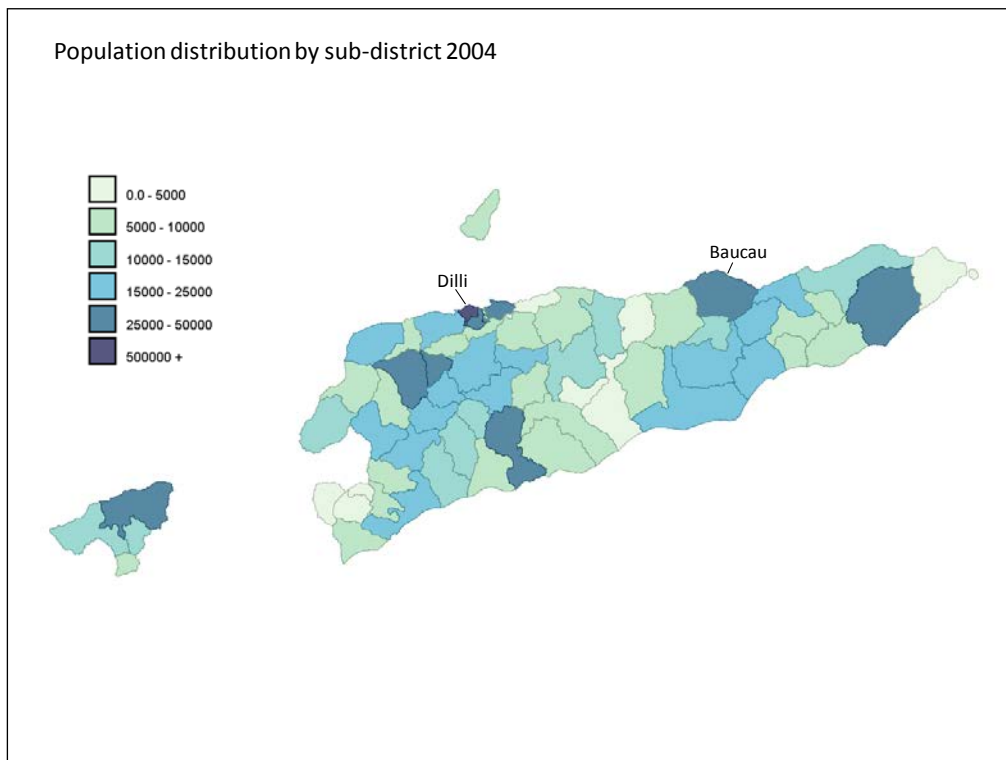 Population distribution by sub-district 2004
0.0 - 5000
5000 - 10000
10000 - 15000
15000 - 25000
25000 - 50000
500000 +
Baucau
Dilli